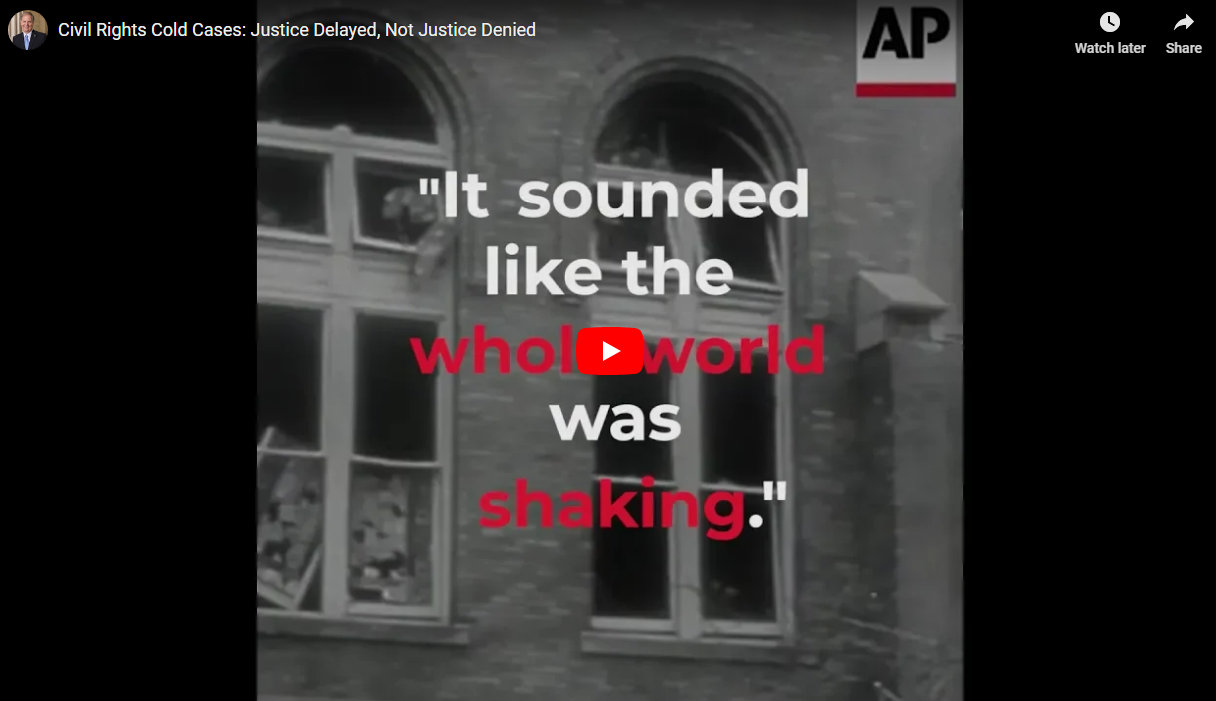 Civil Rights Cold Cases: Justice Delayed, Not Justice Denied
Watch later
Share
AP
"It sounded
like the
whole world
was
shaking."